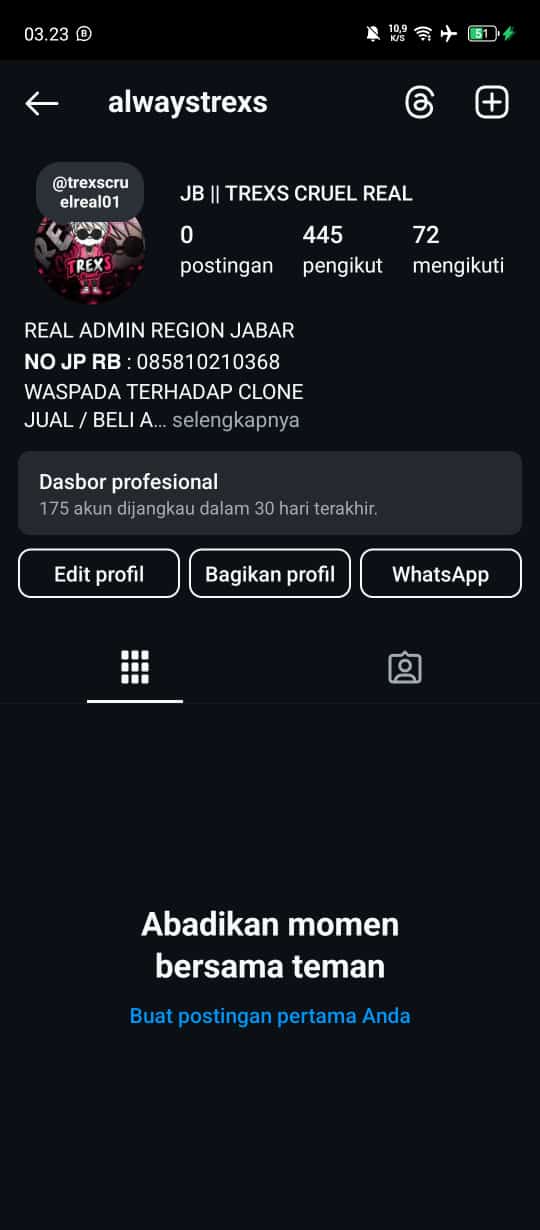 03.23
10,9
K/S
51
alwaystrexs
@trexscru
elreal01
TREXS
JB || TREXS CRUEL REAL
0
445
72
postingan
pengikut
mengikuti
REAL ADMIN REGION JABAR
NO JP RB : 085810210368
WASPADA TERHADAP CLONE
JUAL / BELI A... selengkapnya
Dasbor profesional
175 akun dijangkau dalam 30 hari terakhir.
Edit profil
Bagikan profil
WhatsApp
Abadikan momen
bersama teman
Buat postingan pertama Anda